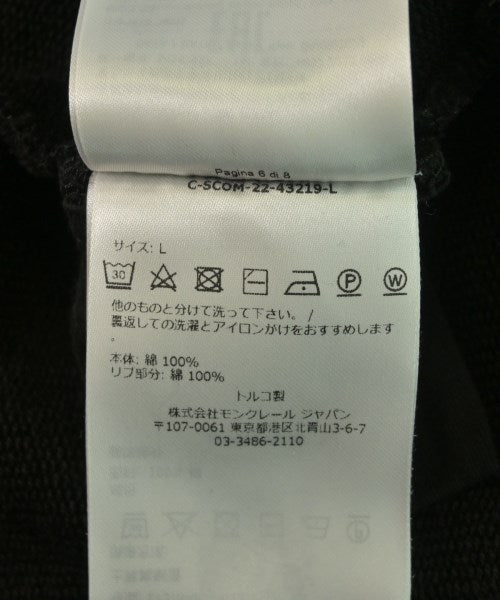 Pagina 6 di 8
C-SCOM-22-43219-L
サイズ: L
30
P
W
他のものと分けて洗って下さい。 /
裏返しての洗濯とアイロンがけをおすすめします
。
本体: 綿 100%
リブ部分: 綿 100%
トルコ製
株式会社モンクレール ジャパン
〒107-0061 東京都港区北青山3-6-7
03-3486-2110